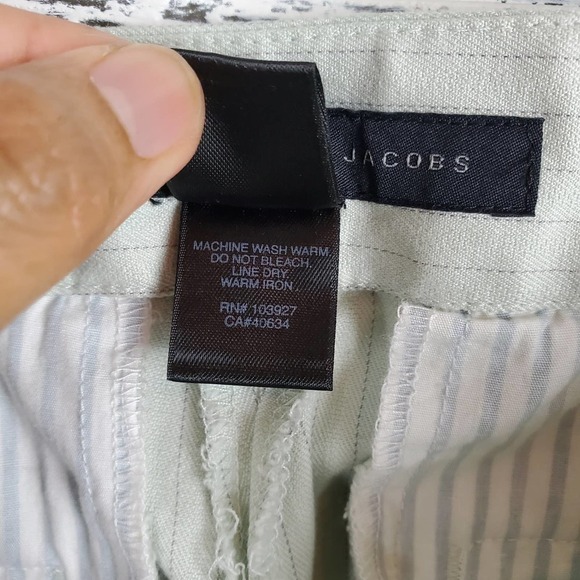 JACOBS
MACHINE WASH WARM.
DO NOT BLEACH.
LINE DRY.
WARM IRON.
RN# 103927
CA#40634